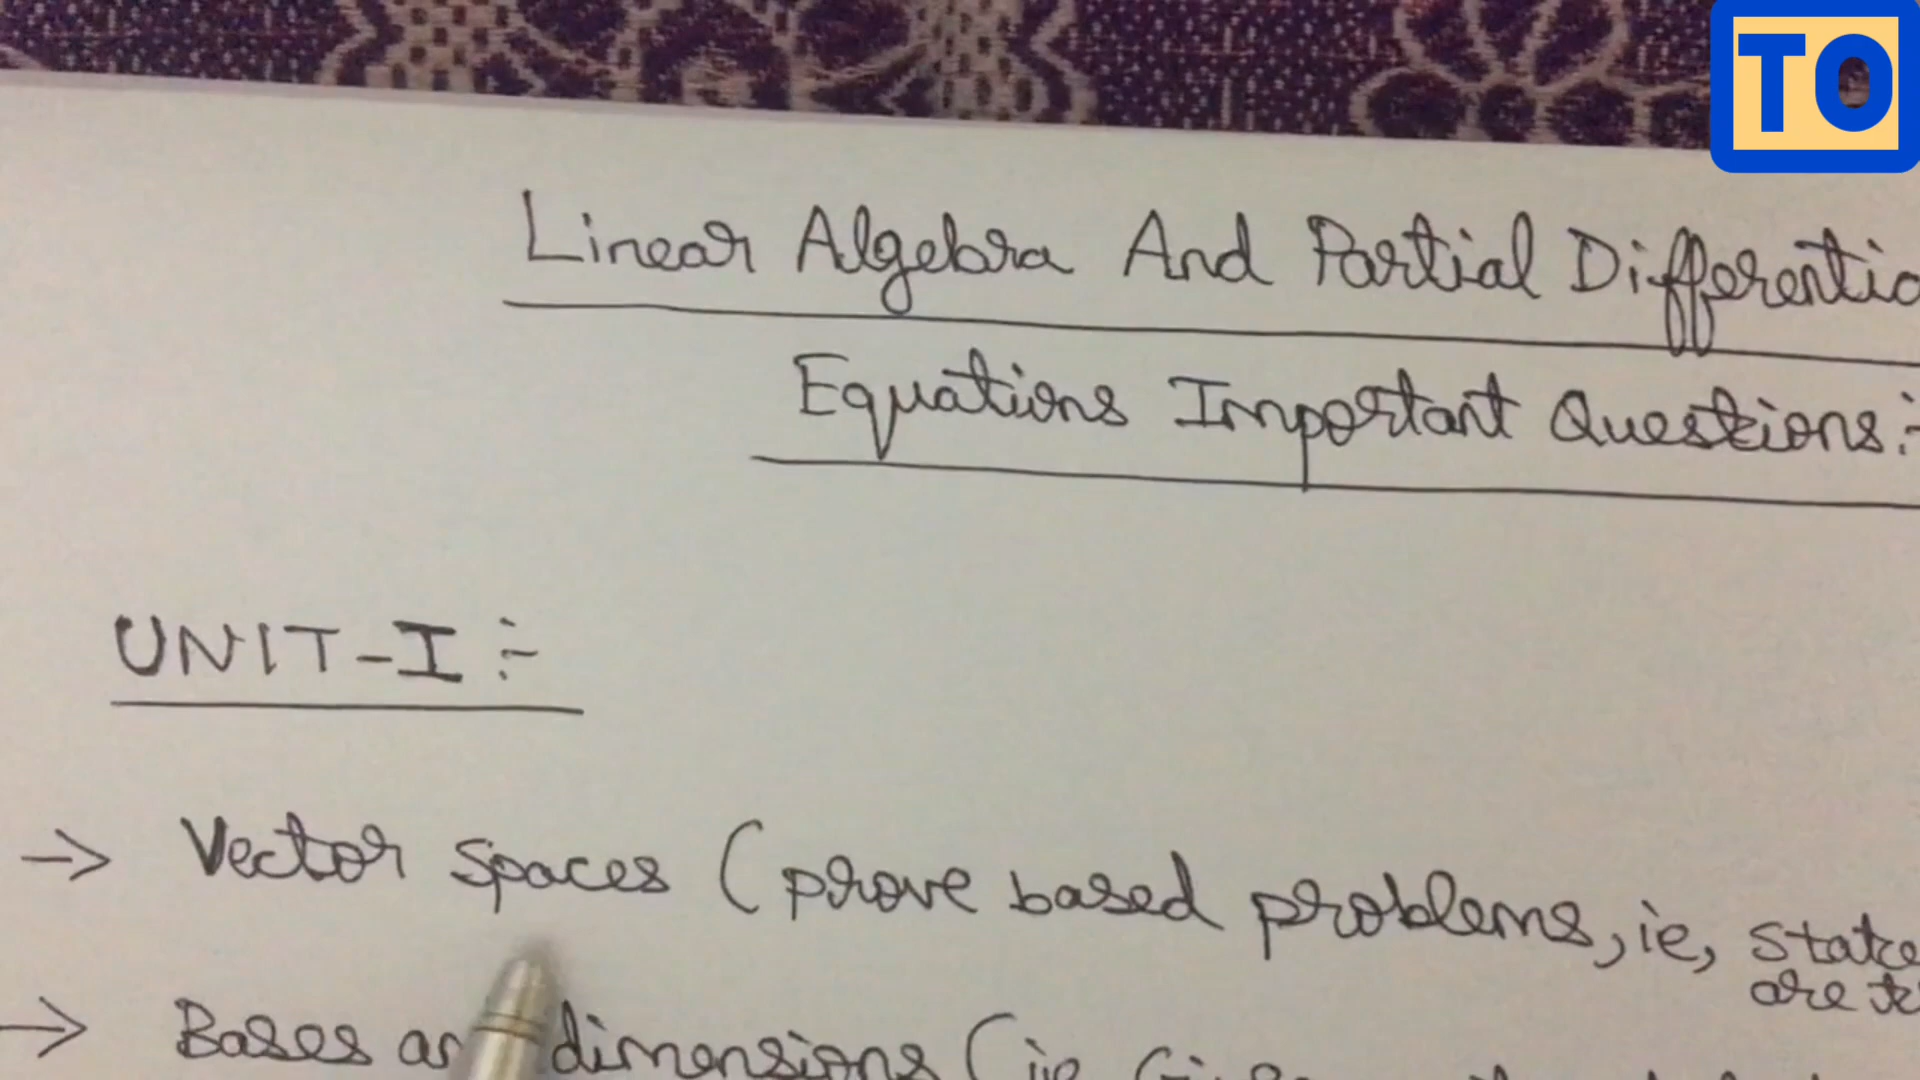 TO
Linear Algebra And Partial Differentia
Equations Important Questions:-
UNIT-I :-
→ Vector spaces (prove based problems, ie, state
are
→ Bases an dimensions (ie